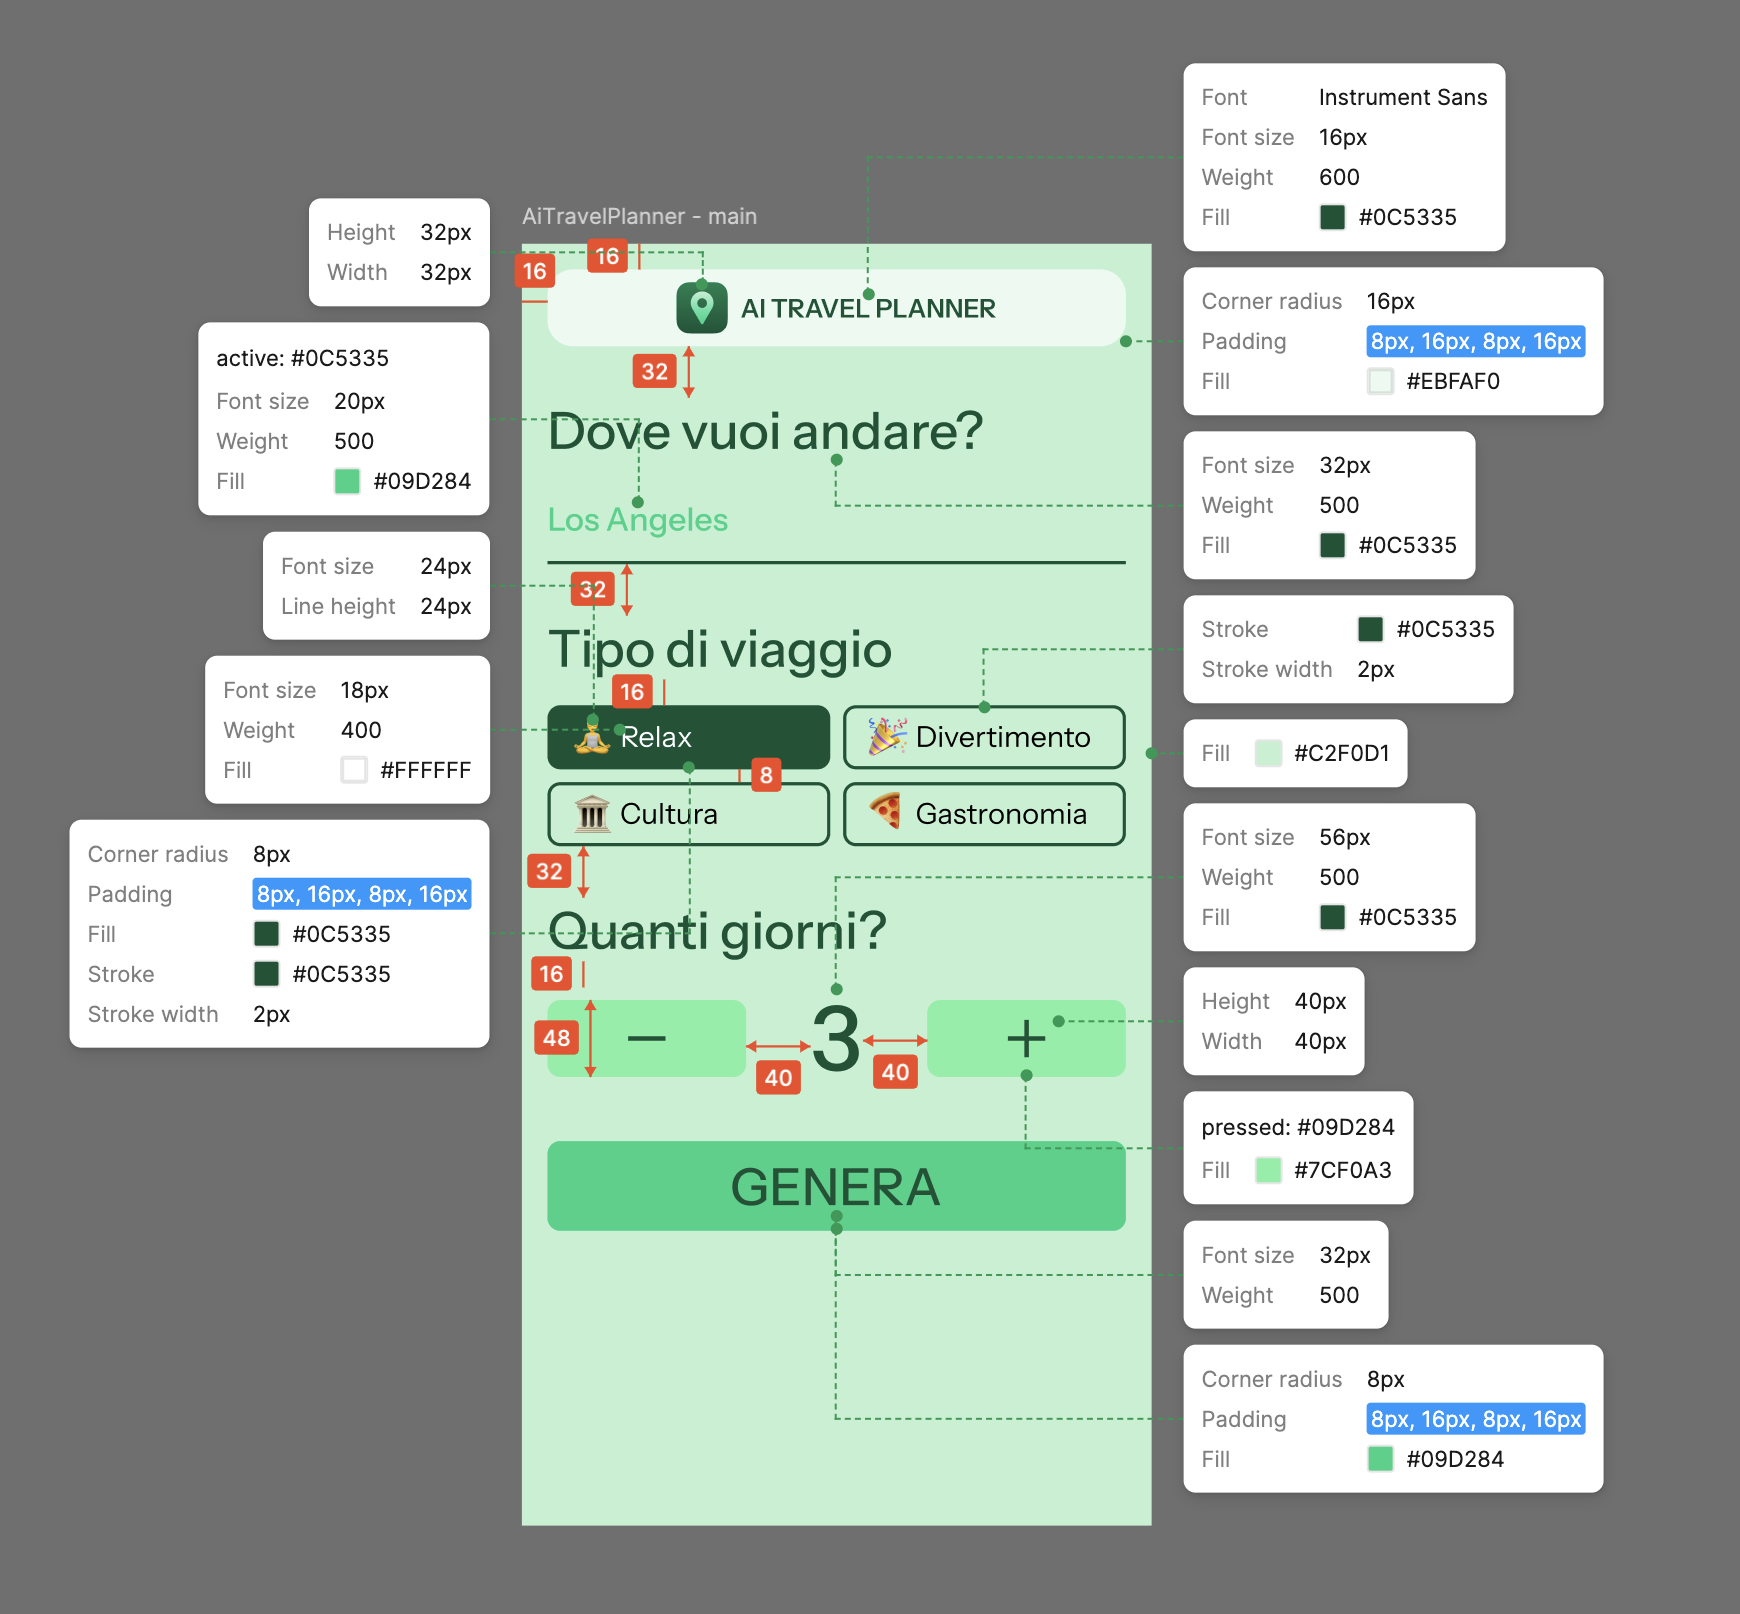 Font Instrument Sans
Font size 16px
Weight 600
Fill #0C5335
AiTravelPlanner - main
Height 32px
Width 32px
16
16
AI TRAVEL PLANNER
Corner radius 16px
Padding 8px, 16px, 8px, 16px
Fill #EBFAF0
active: #0C5335
Font size 20px
Weight 500
Fill #09D284
32
Dove vuoi andare?
Font size 32px
Weight 500
Fill #0C5335
Los Angeles
Font size 24px
Line height 24px
32
Stroke #0C5335
Stroke width 2px
Tipo di viaggio
16
Font size 18px
Weight 400
Fill #FFFFFF
Relax
Divertimento
Fill #C2F0D1
8
Cultura
Gastronomia
Corner radius 8px
Padding 8px, 16px, 8px, 16px
Fill #0C5335
Stroke #0C5335
Stroke width 2px
32
Font size 56px
Weight 500
Fill #0C5335
Quanti giorni?
16
48
−
40
3
40
+
Height 40px
Width 40px
pressed: #09D284
Fill #7CF0A3
GENERA
Font size 32px
Weight 500
Corner radius 8px
Padding 8px, 16px, 8px, 16px
Fill #09D284